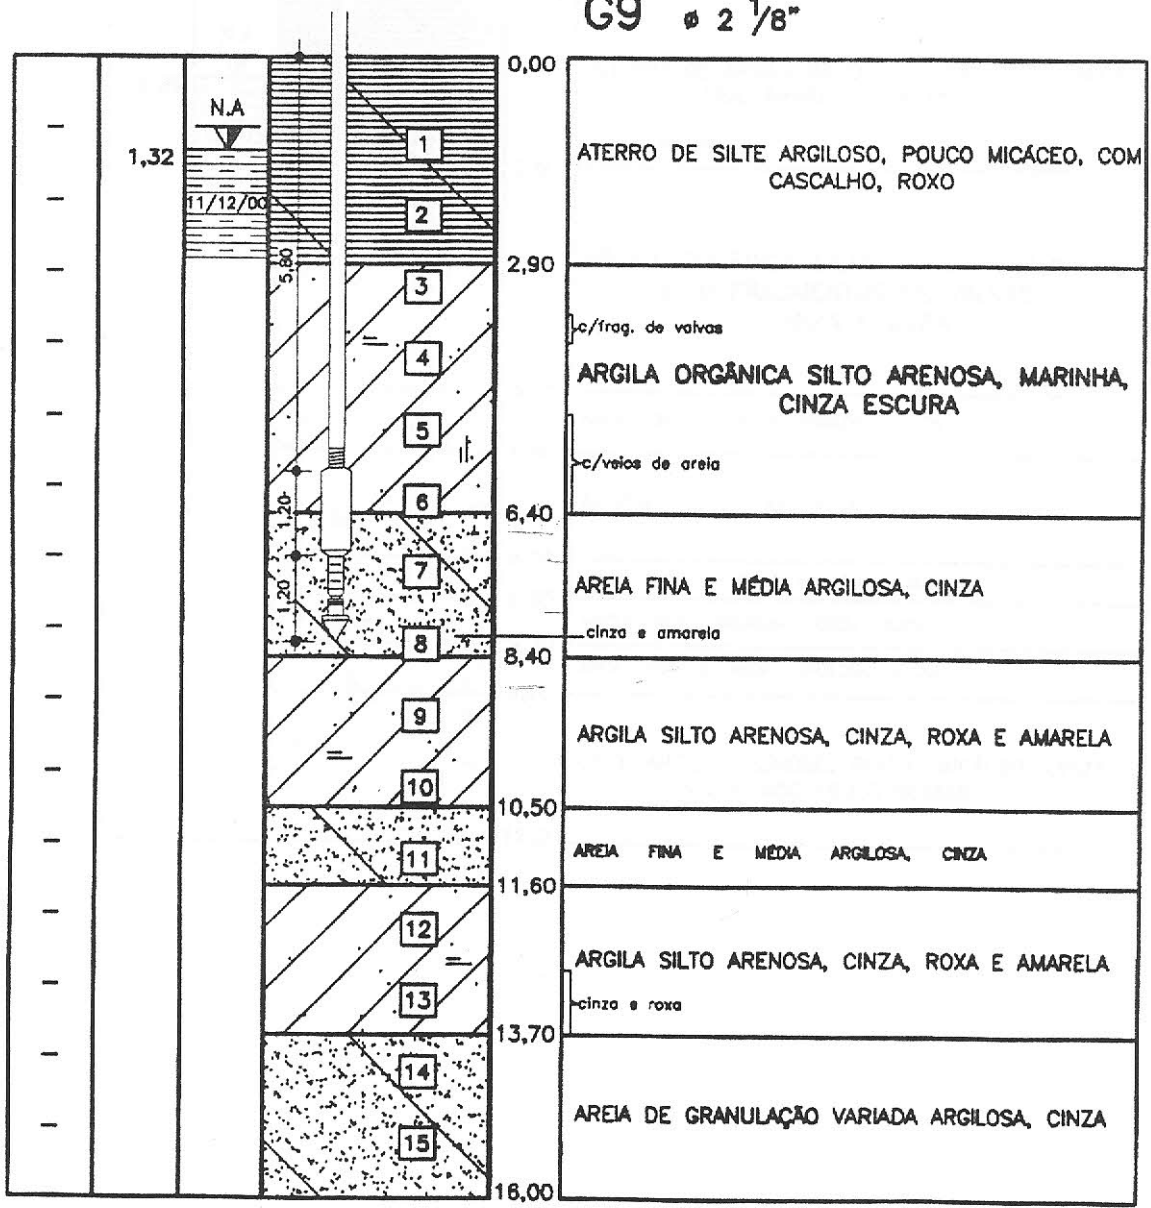 G9 ø 2 1/8"
0,00
N.A
1,32
11/12/00
1
2
ATERRO DE SILTE ARGILOSO, POUCO MICÁCEO, COM
CASCALHO, ROXO
5,80
2,90
3
c/frag. de valvas
4
ARGILA ORGÂNICA SILTO ARENOSA, MARINHA,
CINZA ESCURA
5
c/veios de areia
6
1,20
6,40
7
AREIA FINA E MÉDIA ARGILOSA, CINZA
1,20
8
cinza e amarela
8,40
9
ARGILA SILTO ARENOSA, CINZA, ROXA E AMARELA
10
10,50
11
AREIA FINA E MÉDIA ARGILOSA, CINZA
11,60
12
ARGILA SILTO ARENOSA, CINZA, ROXA E AMARELA
13
cinza e roxa
13,70
14
AREIA DE GRANULAÇÃO VARIADA ARGILOSA, CINZA
15
16,00